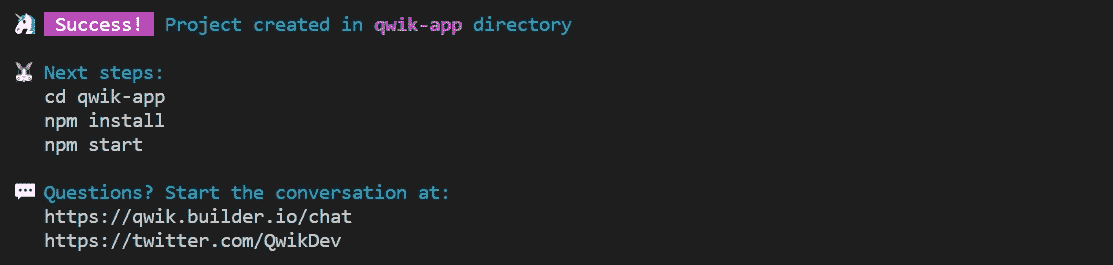 🦄 Success! Project created in qwik-app directory
🐰 Next steps:
cd qwik-app
npm install
npm start
💬 Questions? Start the conversation at:
https://qwik.builder.io/chat
https://twitter.com/QwikDev